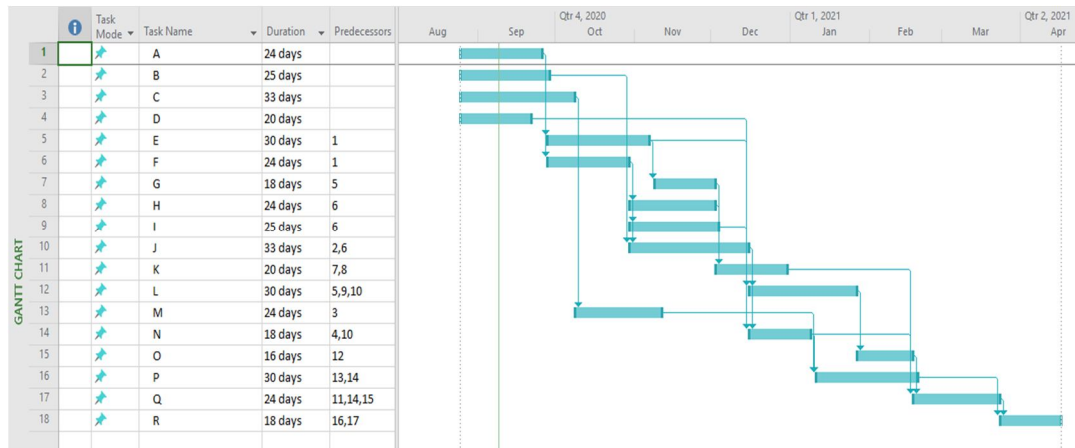 Qtr 4, 2020 Qtr 1, 2021 Qtr 2, 2021
Task Mode Task Name Duration Predecessors Aug Sep Oct Nov Dec Jan Feb Mar Apr
1 A 24 days
2 B 25 days
3 C 33 days
4 D 20 days
5 E 30 days 1
6 F 24 days 1
7 G 18 days 5
8 H 24 days 6
9 I 25 days 6
10 J 33 days 2,6
11 K 20 days 7,8
12 L 30 days 5,9,10
13 M 24 days 3
14 N 18 days 4,10
15 O 16 days 12
16 P 30 days 13,14
17 Q 24 days 11,14,15
18 R 18 days 16,17
GANTT CHART